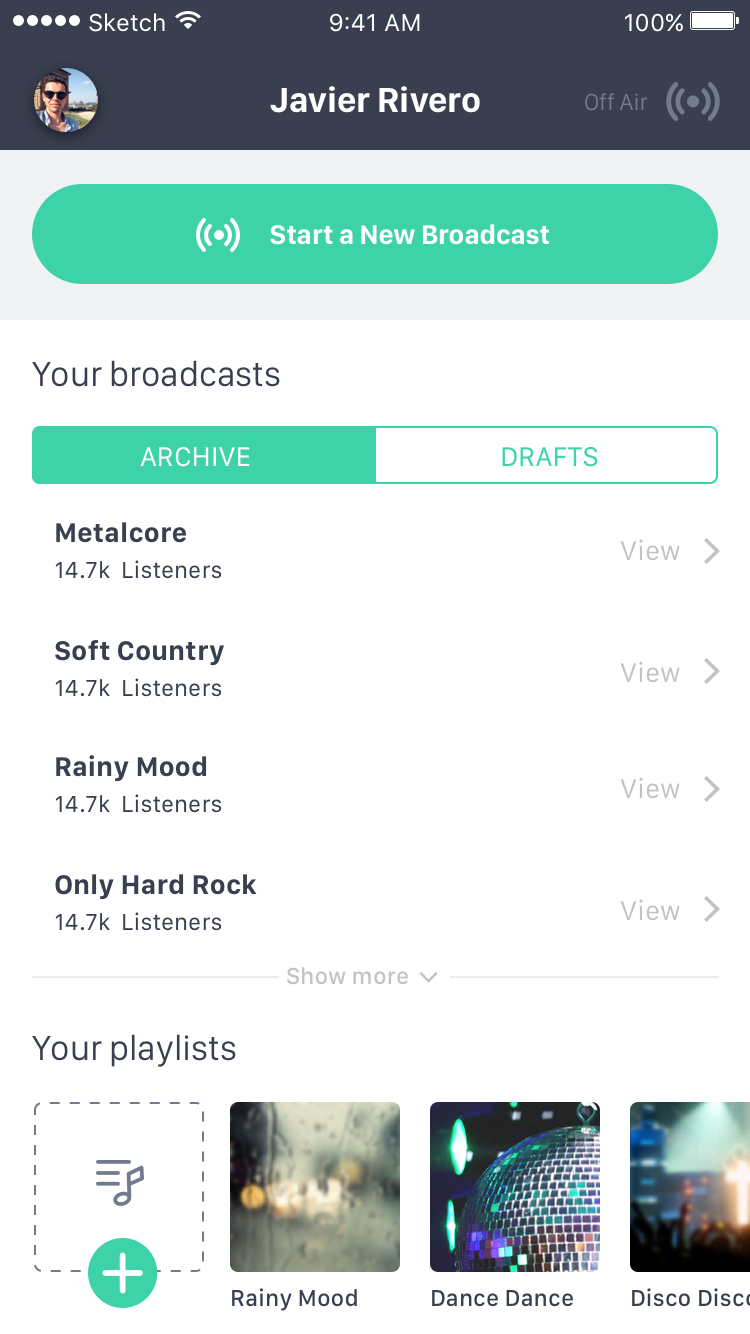 Sketch 9:41 AM 100%
Javier Rivero Off Air
Start a New Broadcast
Your broadcasts
ARCHIVE DRAFTS
Metalcore
14.7k Listeners
View
Soft Country
14.7k Listeners
View
Rainy Mood
14.7k Listeners
View
Only Hard Rock
14.7k Listeners
View
Show more
Your playlists
Rainy Mood Dance Dance Disco Disco